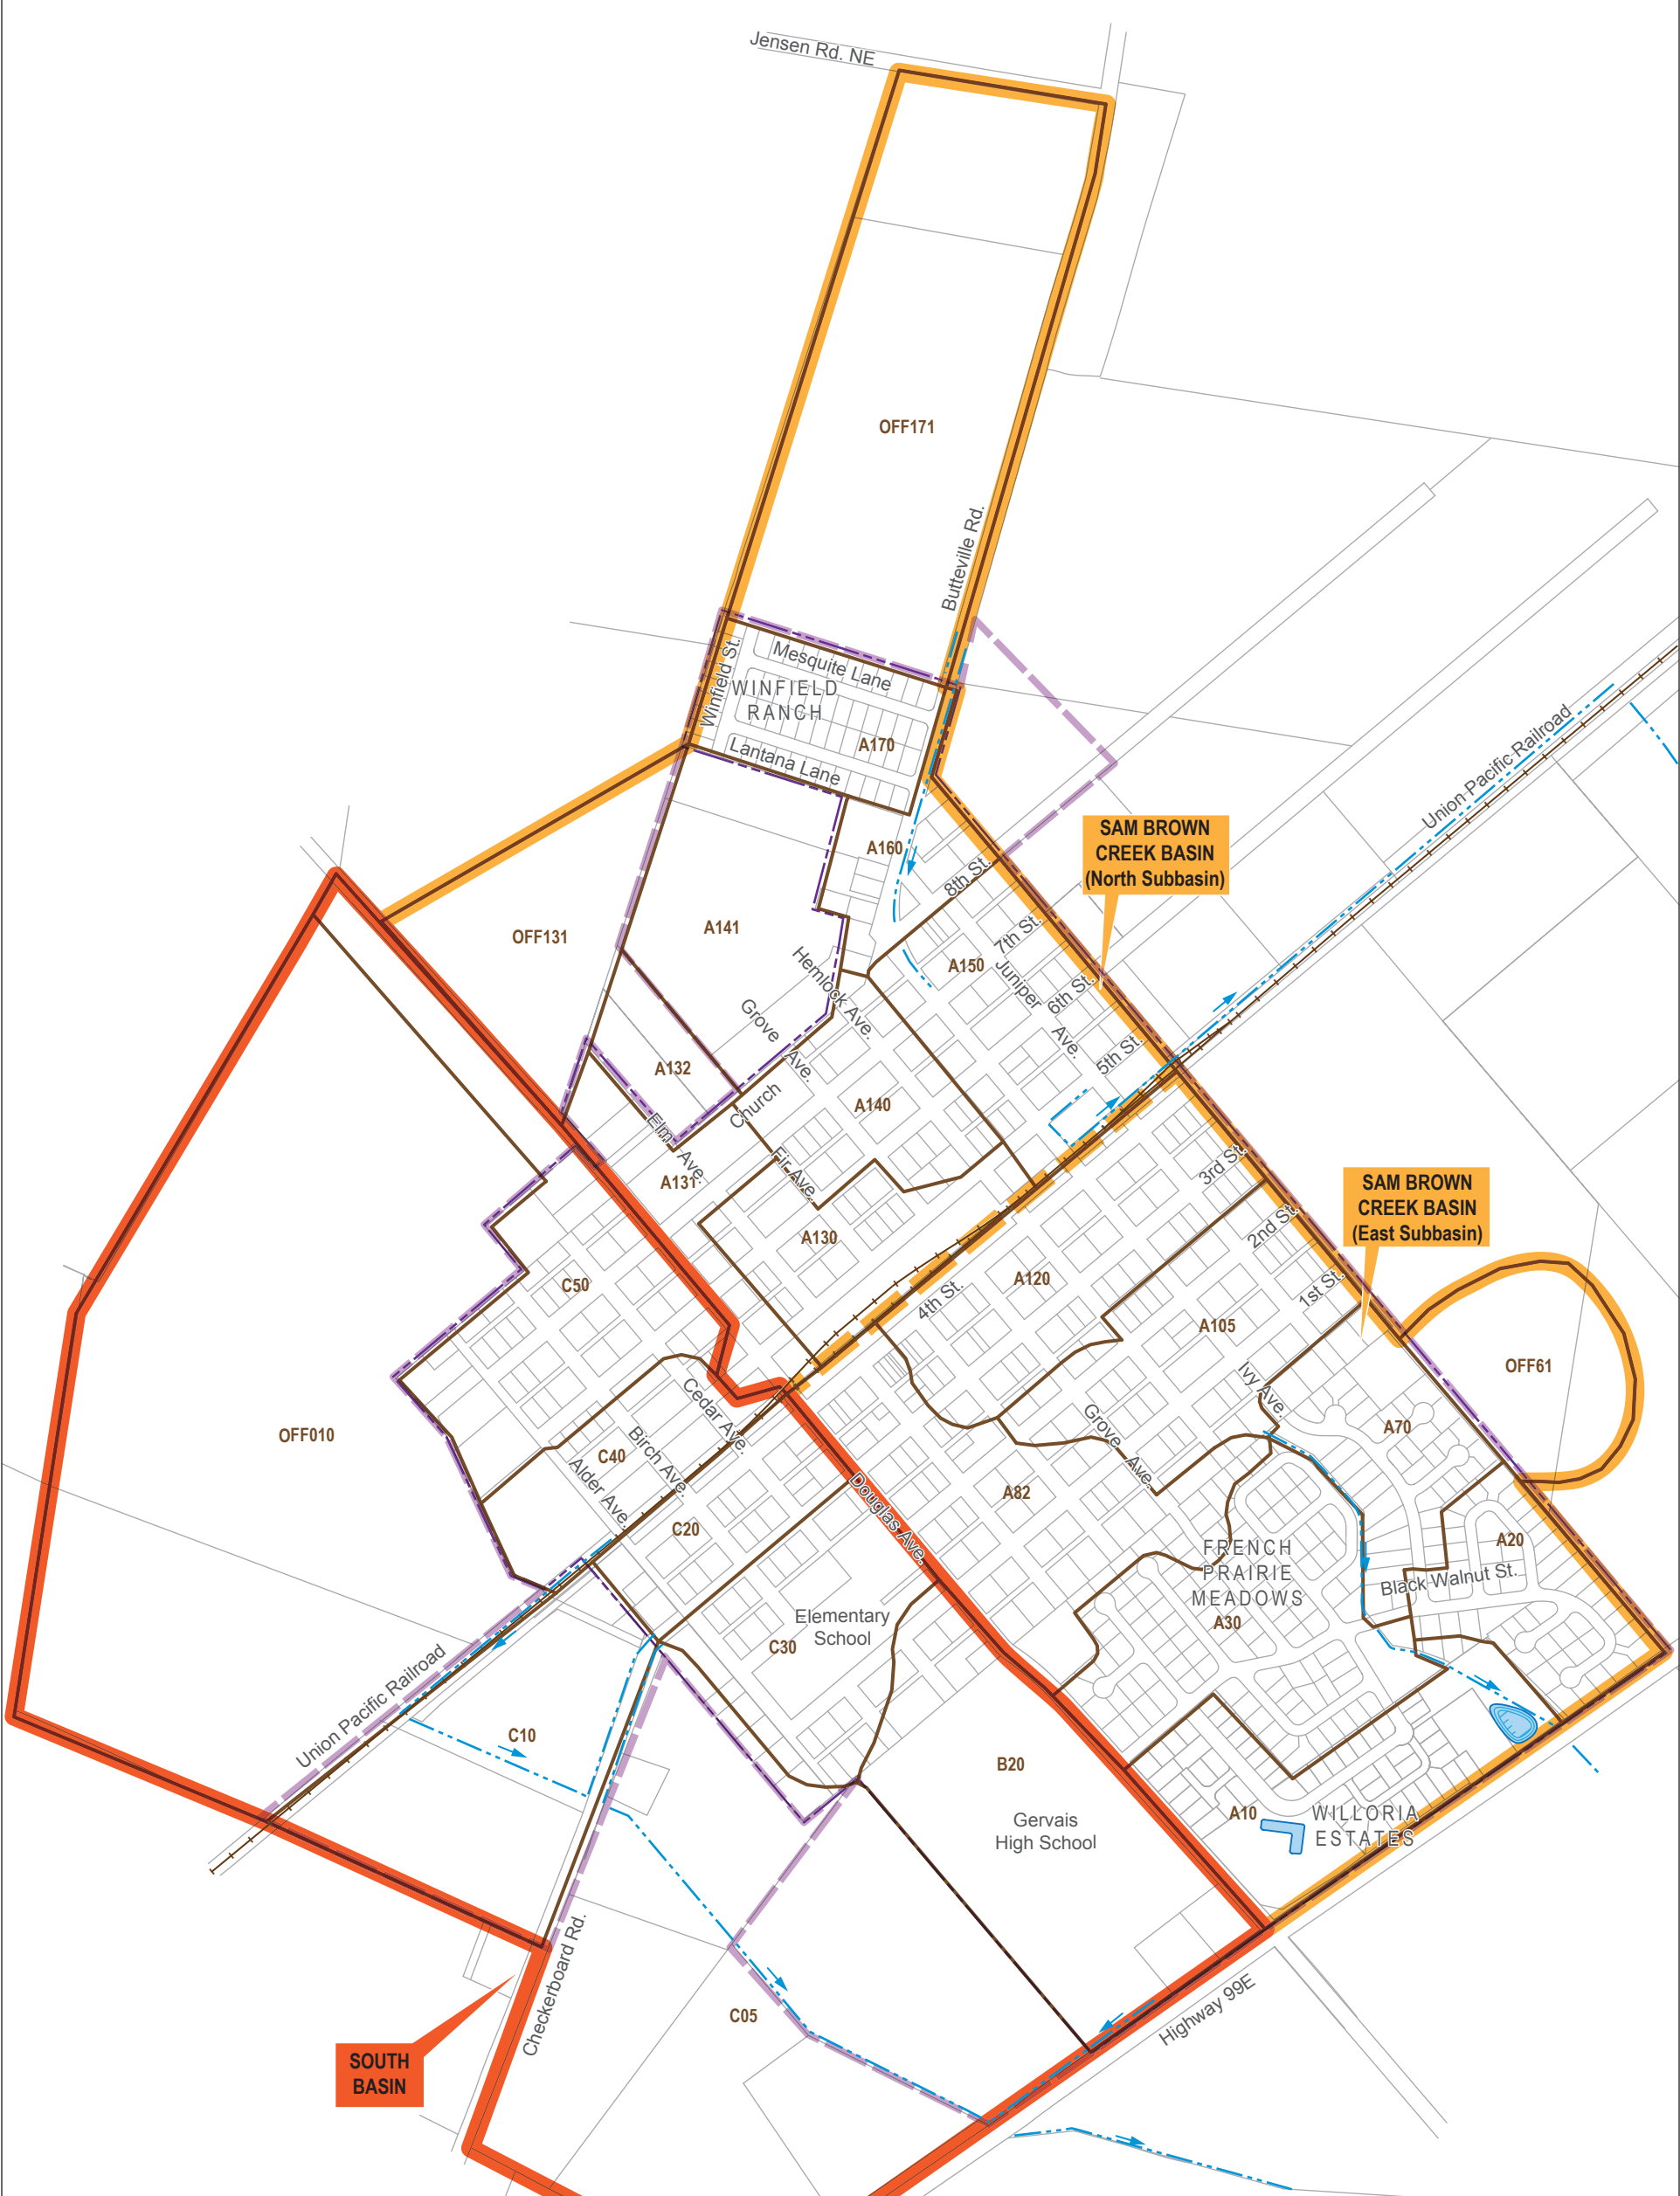 Jensen Rd. NE
OFF171
Butteville Rd.
Winfield St.
Mesquite Lane
WINFIELD
RANCH
A170
Lantana Lane
Union Pacific Railroad
SAM BROWN
CREEK BASIN
(North Subbasin)
A160
8th St.
OFF131
A141
7th St.
A150
Juniper
Ave.
Hemlock Ave.
6th St.
Grove
Ave.
5th St.
A132
Church
A140
Elm
Ave.
Fir Ave.
A131
3rd St.
SAM BROWN
CREEK BASIN
(East Subbasin)
A130
2nd St.
C50
A120
4th St.
1st St.
A105
OFF61
Ivy Ave.
Cedar Ave.
Grove
Ave.
A70
OFF010
Birch Ave.
C40
Alder Ave.
Douglas Ave.
A82
C20
FRENCH
PRAIRIE
MEADOWS
A20
Black Walnut St.
A30
Elementary
School
C30
Union Pacific Railroad
C10
B20
Gervais
High School
A10
WILLORIA
ESTATES
Checkerboard Rd.
C05
Highway 99E
SOUTH
BASIN